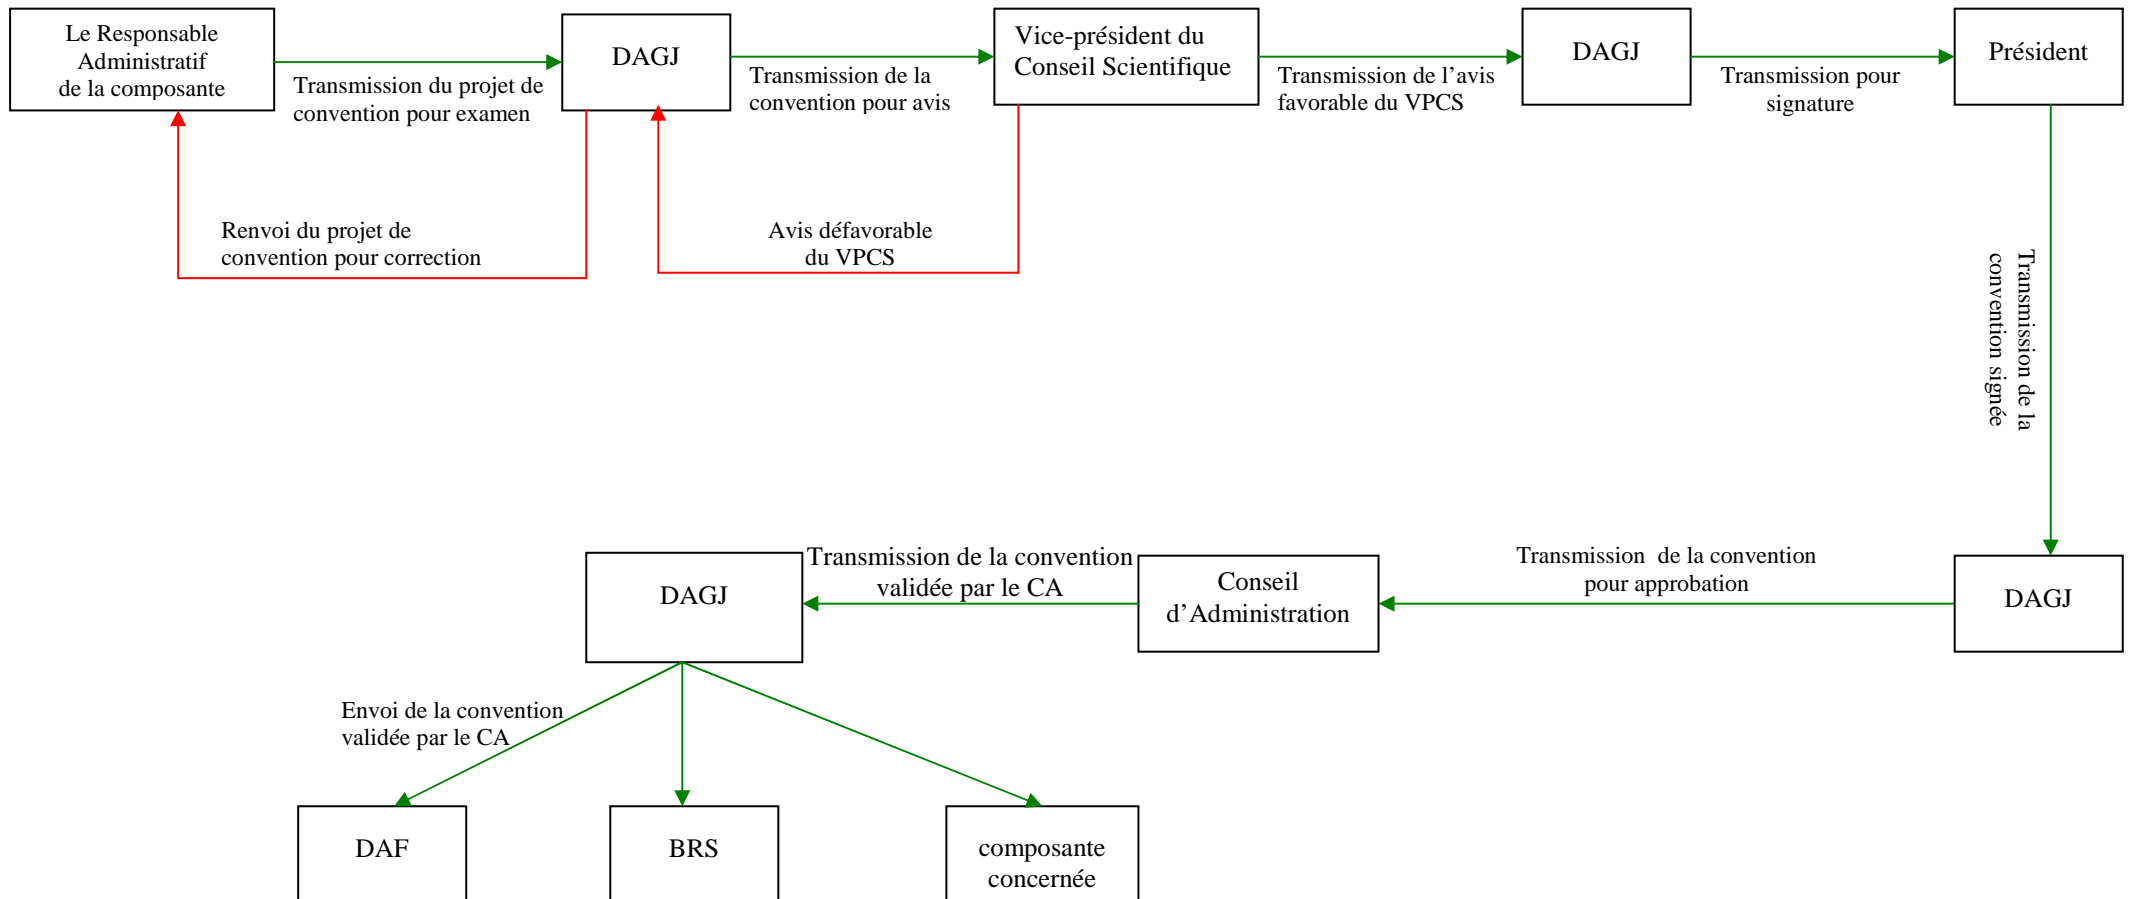 Le Responsable
Administratif
de la composante
Transmission du projet de
convention pour examen
DAGJ
Transmission de la
convention pour avis
Vice-président du
Conseil Scientifique
Transmission de l’avis
favorable du VPCS
DAGJ
Transmission pour
signature
Président
Renvoi du projet de
convention pour correction
Avis défavorable
du VPCS
Transmission de la
convention signée
DAGJ
Transmission de la convention
pour approbation
Conseil
d’Administration
Transmission de la convention
validée par le CA
DAGJ
Envoi de la convention
validée par le CA
DAF
BRS
composante
concernée